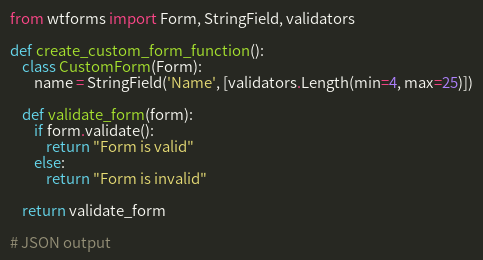 from wtforms import Form, StringField, validators

def create_custom_form_function():
    class CustomForm(Form):
        name = StringField('Name', [validators.Length(min=4, max=25)])

    def validate_form(form):
        if form.validate():
            return "Form is valid"
        else:
            return "Form is invalid"

    return validate_form

# JSON output